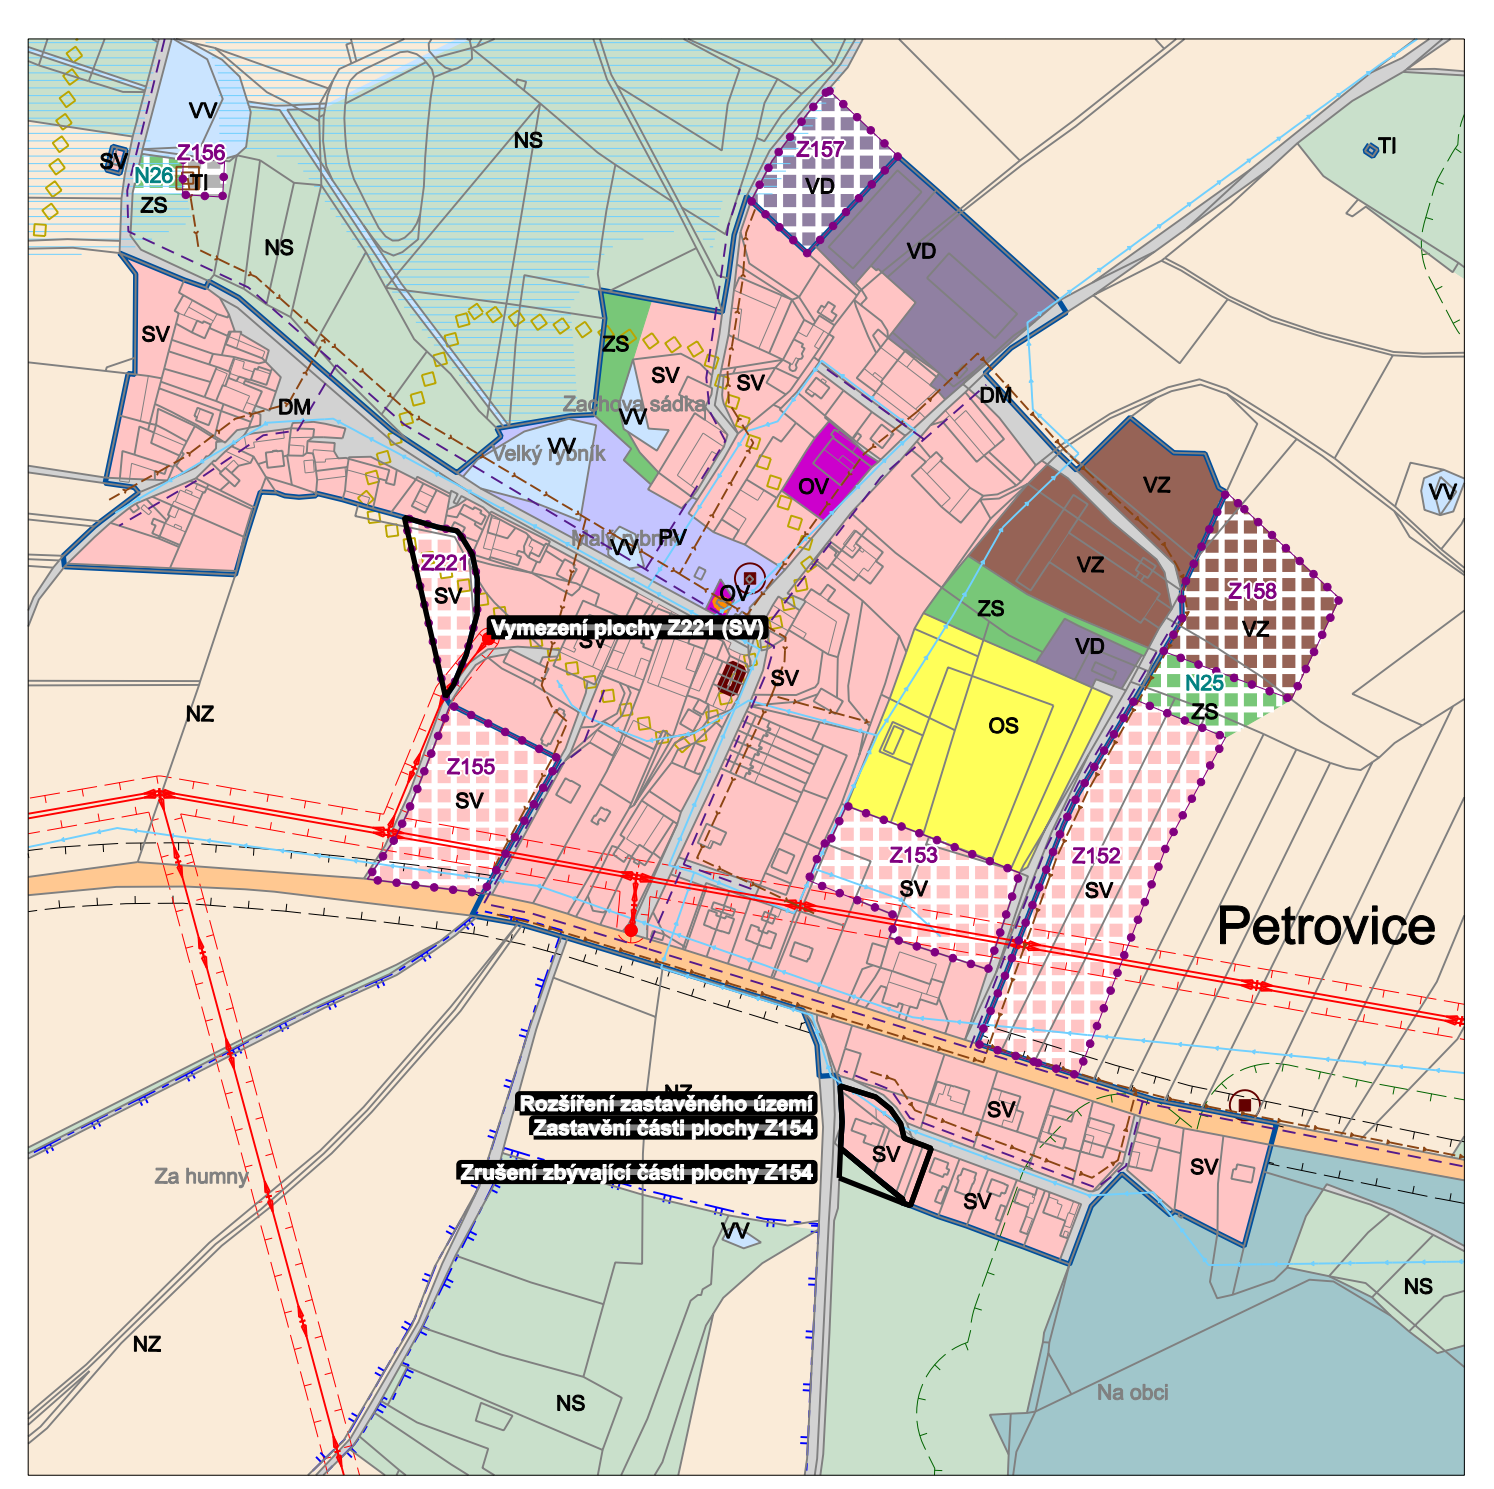 VV
NS
Z156
SV
N26
TI
ZS
NS
Z157
VD
VD
TI
SV
DM
ZS
SV
SV
Zachova sádka
VV
VV
Velký rybník
DM
OV
VZ
VV
PV
Malý rybník
VV
Z221
SV
OV
VZ
Z158
VZ
ZS
VD
Vymezení plochy Z221 (SV)
SV
SV
N25
ZS
NZ
OS
Z155
SV
Z153
SV
Z152
SV
Petrovice
NZ
Rozšíření zastavěného území
Zastavění části plochy Z154
Zrušení zbývající části plochy Z154
SV
SV
SV
SV
Za humny
VV
NS
NZ
NS
Na obci